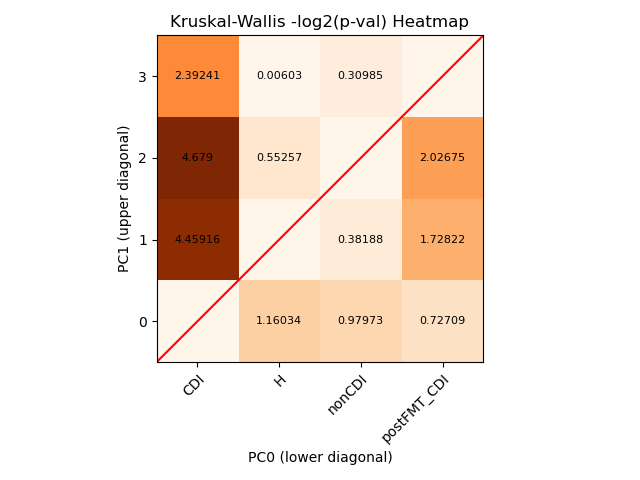 Kruskal-Wallis -log2(p-val) Heatmap
3
2.39241 0.00603 0.30985
2
4.679 0.55257 2.02675
1
4.45916 0.38188 1.72822
0
1.16034 0.97973 0.72709
PC1 (upper diagonal)
CDI
H
nonCDI
postFMT_CDI
PC0 (lower diagonal)